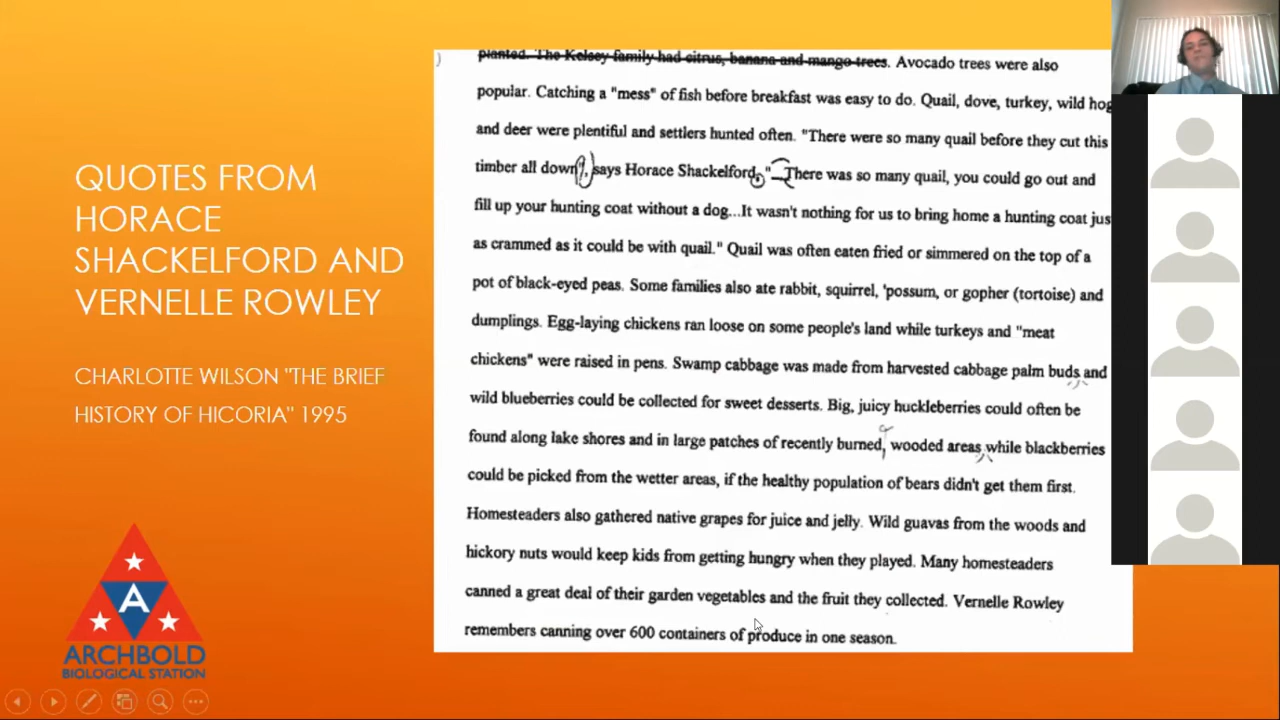 QUOTES FROM
HORACE
SHACKELFORD AND
VERNELLE ROWLEY
CHARLOTTE WILSON "THE BRIEF
HISTORY OF HICORIA" 1995
A
ARCHBOLD
BIOLOGICAL STATION
planted. The Kelsey family had citrus, banana and mango trees. Avocado trees were also
popular. Catching a "mess" of fish before breakfast was easy to do. Quail, dove, turkey, wild hog
and deer were plentiful and settlers hunted often. "There were so many quail before they cut this
timber all down", says Horace Shackelford, "There was so many quail, you could go out and
fill up your hunting coat without a dog...It wasn't nothing for us to bring home a hunting coat jus
as crammed as it could be with quail." Quail was often eaten fried or simmered on the top of a
pot of black-eyed peas. Some families also ate rabbit, squirrel, 'possum, or gopher (tortoise) and
dumplings. Egg-laying chickens ran loose on some people's land while turkeys and "meat
chickens" were raised in pens. Swamp cabbage was made from harvested cabbage palm buds and
wild blueberries could be collected for sweet desserts. Big, juicy huckleberries could often be
found along lake shores and in large patches of recently burned, wooded areas while blackberries
could be picked from the wetter areas, if the healthy population of bears didn't get them first.
Homesteaders also gathered native grapes for juice and jelly. Wild guavas from the woods and
hickory nuts would keep kids from getting hungry when they played. Many homesteaders
canned a great deal of their garden vegetables and the fruit they collected. Vernelle Rowley
remembers canning over 600 containers of produce in one season.